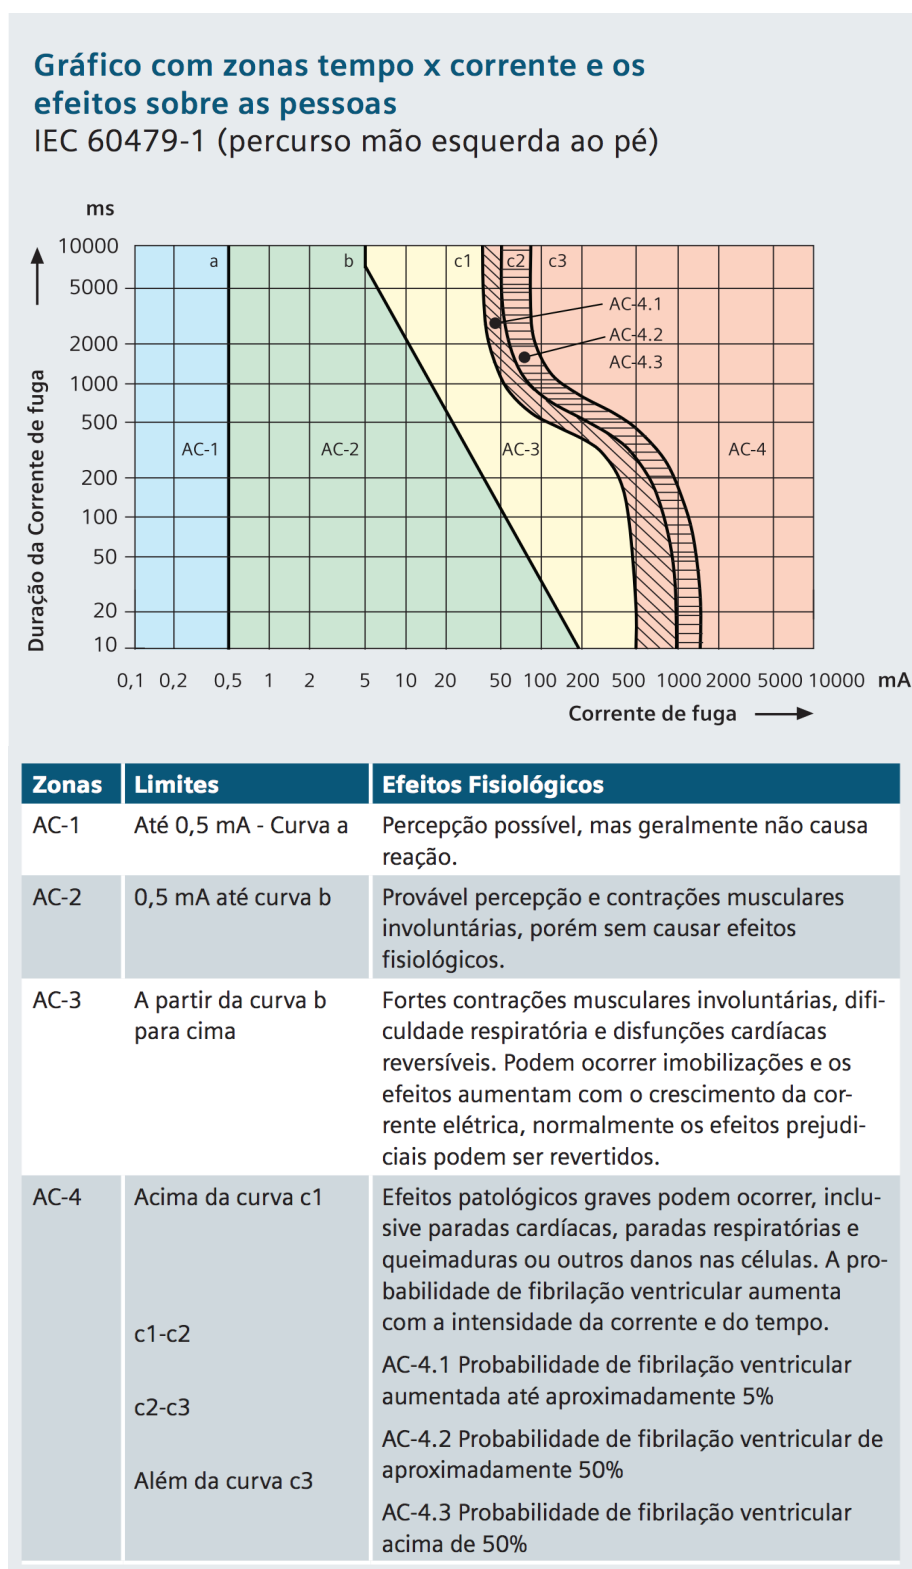 Gráfico com zonas tempo x corrente e os
efeitos sobre as pessoas
IEC 60479-1 (percurso mão esquerda ao pé)
ms
10000
5000
2000
1000
500
200
100
50
20
10
Duração da Corrente de fuga
a
b
c1
c2
c3
AC-4.1
AC-4.2
AC-4.3
AC-1
AC-2
AC-3
AC-4
0,1 0,2 0,5 1 2 5 10 20 50 100 200 500 1000 2000 5000 10000 mA
Corrente de fuga
Zonas Limites Efeitos Fisiológicos
AC-1 Até 0,5 mA - Curva a Percepção possível, mas geralmente não causa
reação.
AC-2 0,5 mA até curva b Provável percepção e contrações musculares
involuntárias, porém sem causar efeitos
fisiológicos.
AC-3 A partir da curva b Fortes contrações musculares involuntárias, difi-
para cima culdade respiratória e disfunções cardíacas
reversíveis. Podem ocorrer imobilizações e os
efeitos aumentam com o crescimento da cor-
rente elétrica, normalmente os efeitos prejudi-
ciais podem ser revertidos.
AC-4 Acima da curva c1 Efeitos patológicos graves podem ocorrer, inclu-
sive paradas cardíacas, paradas respiratórias e
queimaduras ou outros danos nas células. A pro-
babilidade de fibrilação ventricular aumenta
com a intensidade da corrente e do tempo.
c1-c2 AC-4.1 Probabilidade de fibrilação ventricular
aumentada até aproximadamente 5%
c2-c3 AC-4.2 Probabilidade de fibrilação ventricular de
aproximadamente 50%
Além da curva c3 AC-4.3 Probabilidade de fibrilação ventricular
acima de 50%